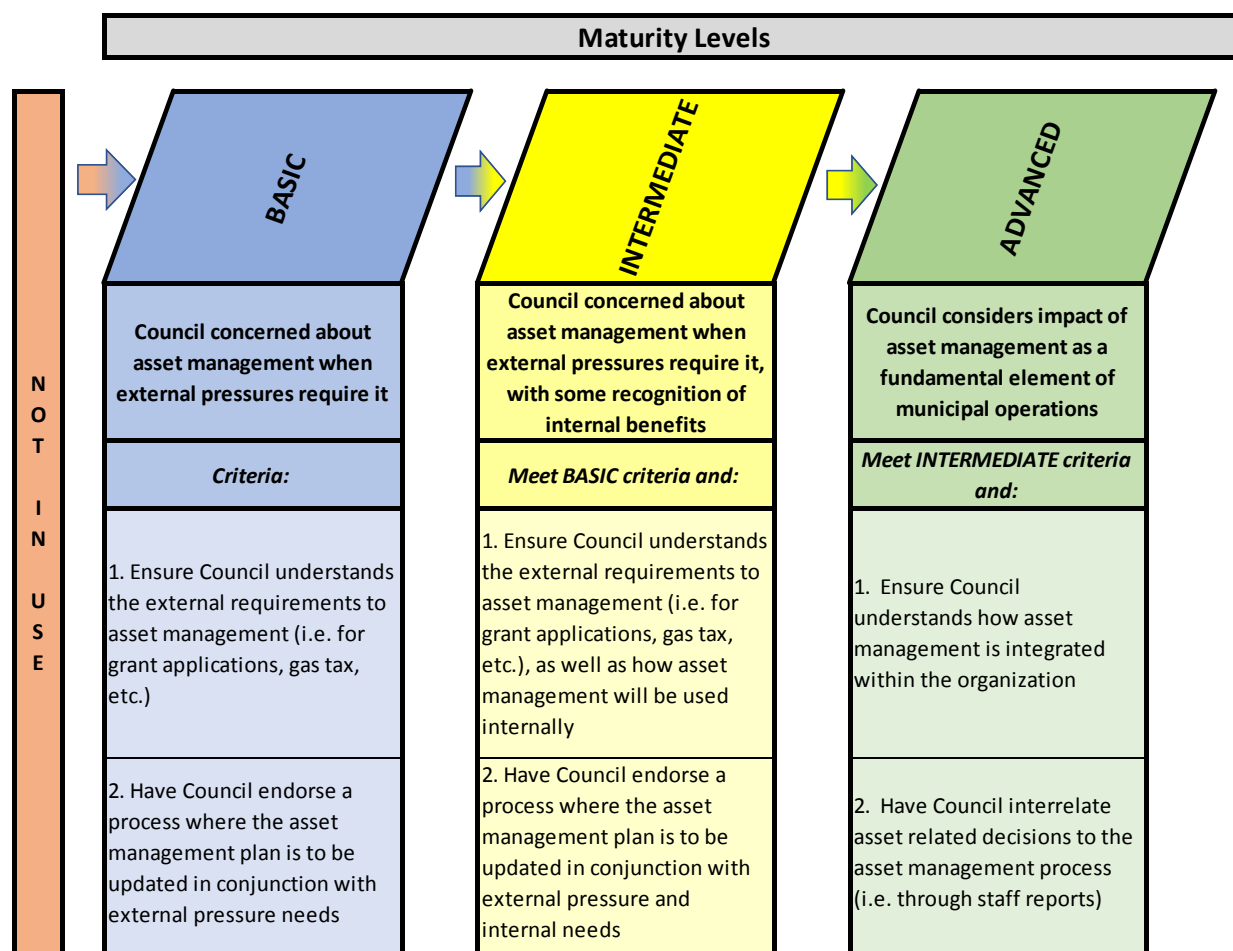 Maturity Levels
NOT IN USE
BASIC
Council concerned about
asset management when
external pressures require it
Criteria:
1. Ensure Council understands
the external requirements to
asset management (i.e. for
grant applications, gas tax,
etc.)
2. Have Council endorse a
process where the asset
management plan is to be
updated in conjunction with
external pressure needs
INTERMEDIATE
Council concerned about
asset management when
external pressures require it,
with some recognition of
internal benefits
Meet BASIC criteria and:
1. Ensure Council understands
the external requirements to
asset management (i.e. for
grant applications, gas tax,
etc.), as well as how asset
management will be used
internally
2. Have Council endorse a
process where the asset
management plan is to be
updated in conjunction with
external pressure and
internal needs
ADVANCED
Council considers impact of
asset management as a
fundamental element of
municipal operations
Meet INTERMEDIATE criteria
and:
1. Ensure Council
understands how asset
management is integrated
within the organization
2. Have Council interrelate
asset related decisions to the
asset management process
(i.e. through staff reports)